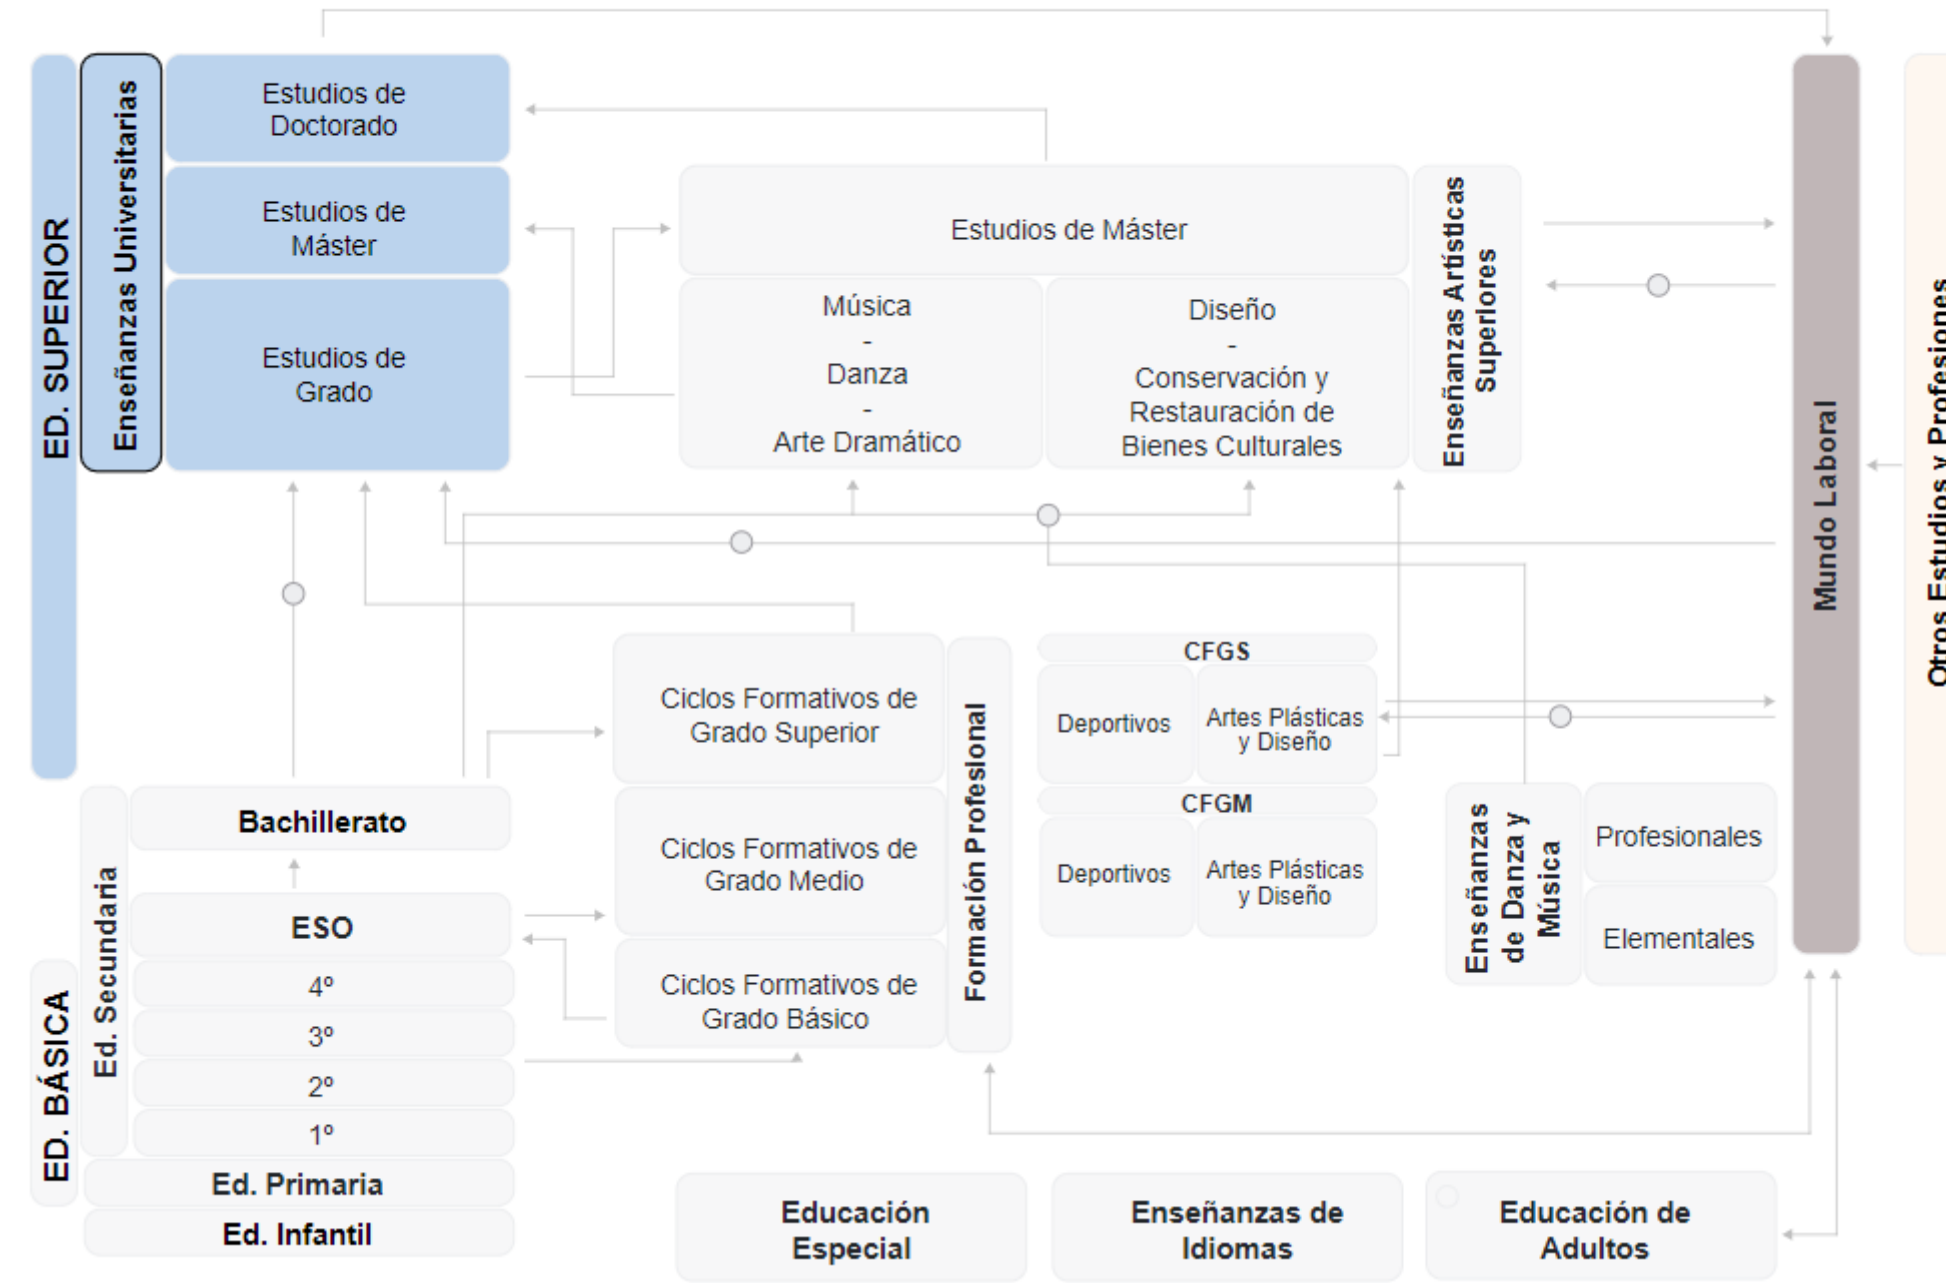 ED. SUPERIOR
Enseñanzas Universitarias
Estudios de
Doctorado
Estudios de
Máster
Estudios de
Grado
Estudios de Máster
Música
-
Danza
-
Arte Dramático
Diseño
-
Conservación y
Restauración de
Bienes Culturales
Enseñanzas Artísticas
Superiores
Mundo Laboral
Otros Estudios y Profesiones
Ciclos Formativos de
Grado Superior
Ciclos Formativos de
Grado Medio
Ciclos Formativos de
Grado Básico
Formación Profesional
CFGS
Deportivos
Artes Plásticas
y Diseño
CFGM
Deportivos
Artes Plásticas
y Diseño
Enseñanzas
de Danza y
Música
Profesionales
Elementales
Ed. Secundaria
Bachillerato
ESO
4º
3º
2º
1º
ED. BÁSICA
Ed. Primaria
Ed. Infantil
Educación
Especial
Enseñanzas de
Idiomas
Educación de
Adultos